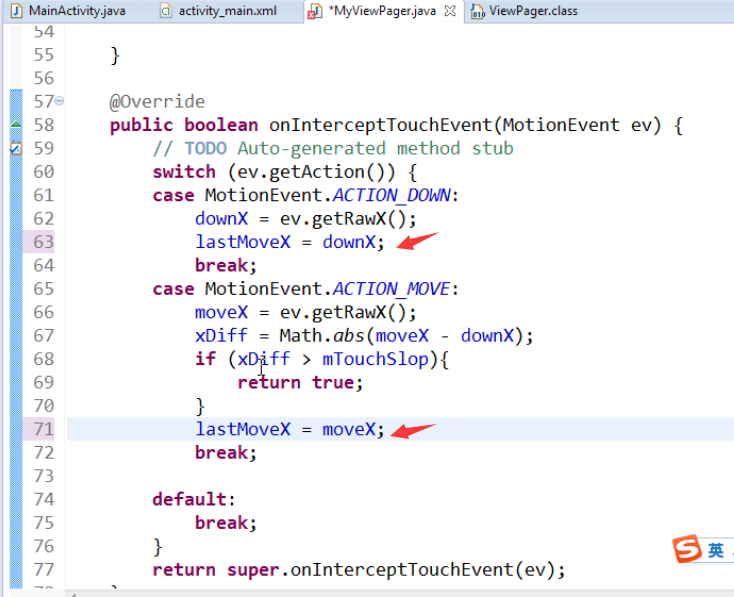 MainActivity.java activity_main.xml *MyViewPager.java ViewPager.class
54
55 }
56
57 @Override
58 public boolean onInterceptTouchEvent(MotionEvent ev) {
59 // TODO Auto-generated method stub
60 switch (ev.getAction()) {
61 case MotionEvent.ACTION_DOWN:
62 downX = ev.getRawX();
63 lastMoveX = downX;
64 break;
65 case MotionEvent.ACTION_MOVE:
66 moveX = ev.getRawX();
67 xDiff = Math.abs(moveX - downX);
68 if (xDiff > mTouchSlop){
69 return true;
70 }
71 lastMoveX = moveX;
72 break;
73
74 default:
75 break;
76 }
77 return super.onInterceptTouchEvent(ev);
英